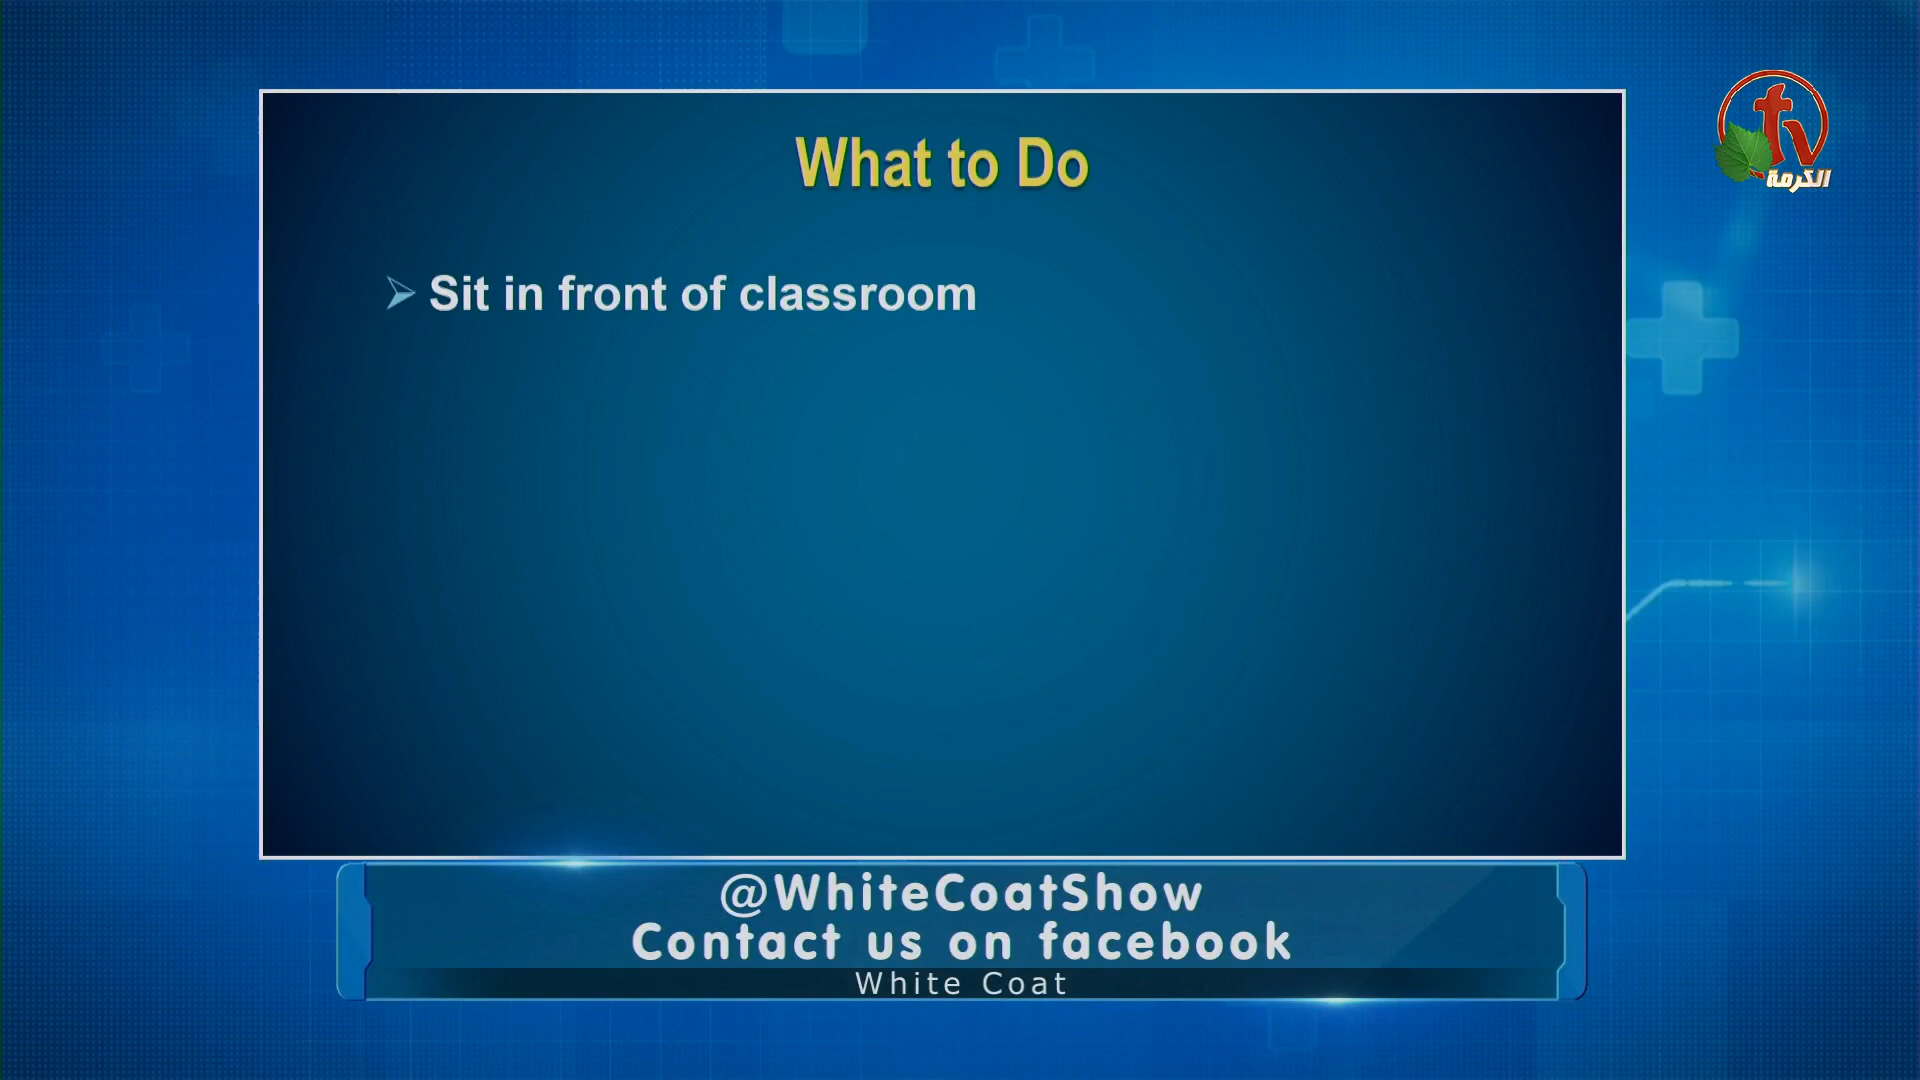 What to Do
Sit in front of classroom
tv
الكرمة
@WhiteCoatShow
Contact us on facebook
White Coat